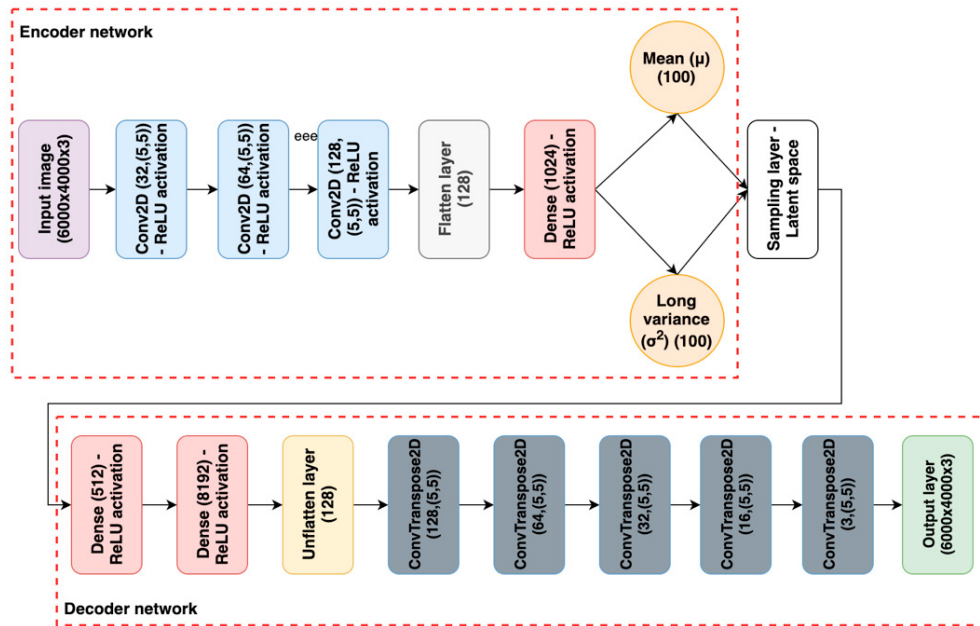 Encoder network
Input image
(6000x4000x3)
Conv2D (32,(5,5))
- ReLU activation
Conv2D (64,(5,5))
- ReLU activation
eee
Conv2D (128,
(5,5)) - ReLU
activation
Flatten layer
(128)
Dense (1024) -
ReLU activation
Mean (μ)
(100)
Long
variance
(σ²) (100)
Sampling layer -
Latent space
Dense (512) -
ReLU activation
Dense (8192) -
ReLU activation
Unflatten layer
(128)
ConvTranspose2D
(128,(5,5))
ConvTranspose2D
(64,(5,5))
ConvTranspose2D
(32,(5,5))
ConvTranspose2D
(16,(5,5))
ConvTranspose2D
(3,(5,5))
Output layer
(6000x4000x3)
Decoder network